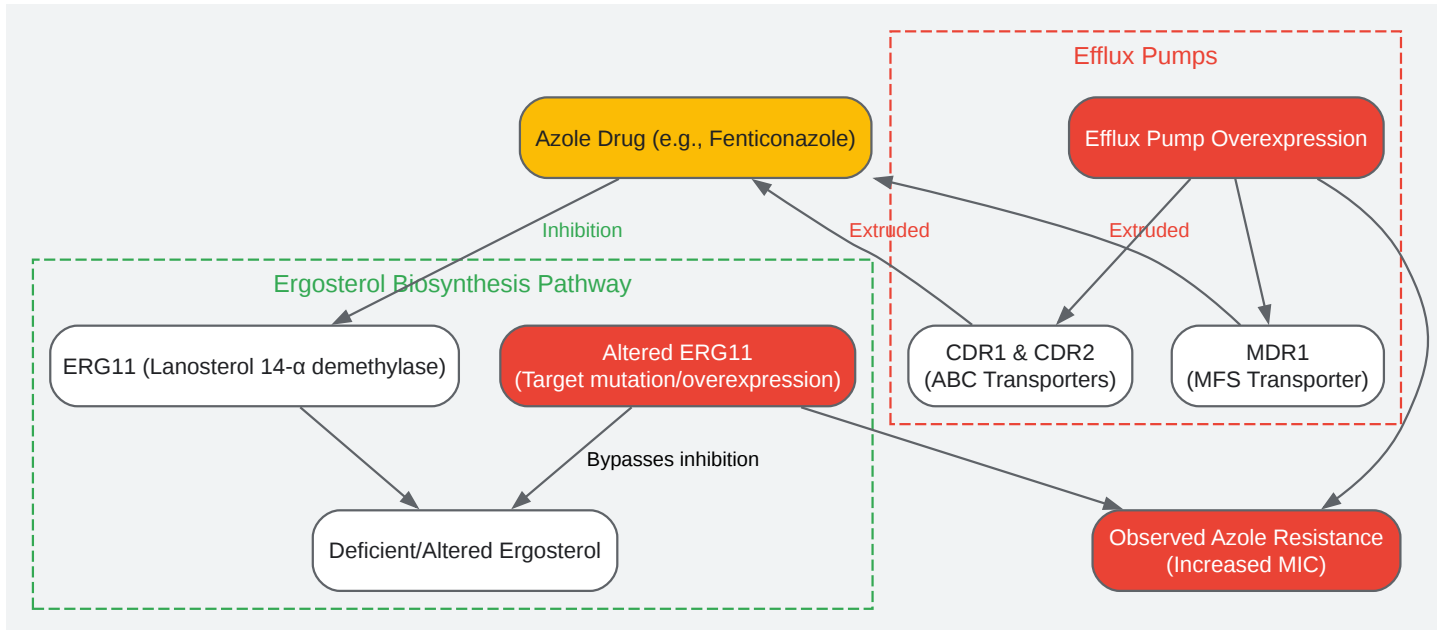 Efflux Pumps
Azole Drug (e.g., Fenticonazole)
Efflux Pump Overexpression
Inhibition
Extruded
Extruded
Ergosterol Biosynthesis Pathway
ERG11 (Lanosterol 14-α demethylase)
Altered ERG11
(Target mutation/overexpression)
CDR1 & CDR2
(ABC Transporters)
MDR1
(MFS Transporter)
Bypasses inhibition
Deficient/Altered Ergosterol
Observed Azole Resistance
(Increased MIC)